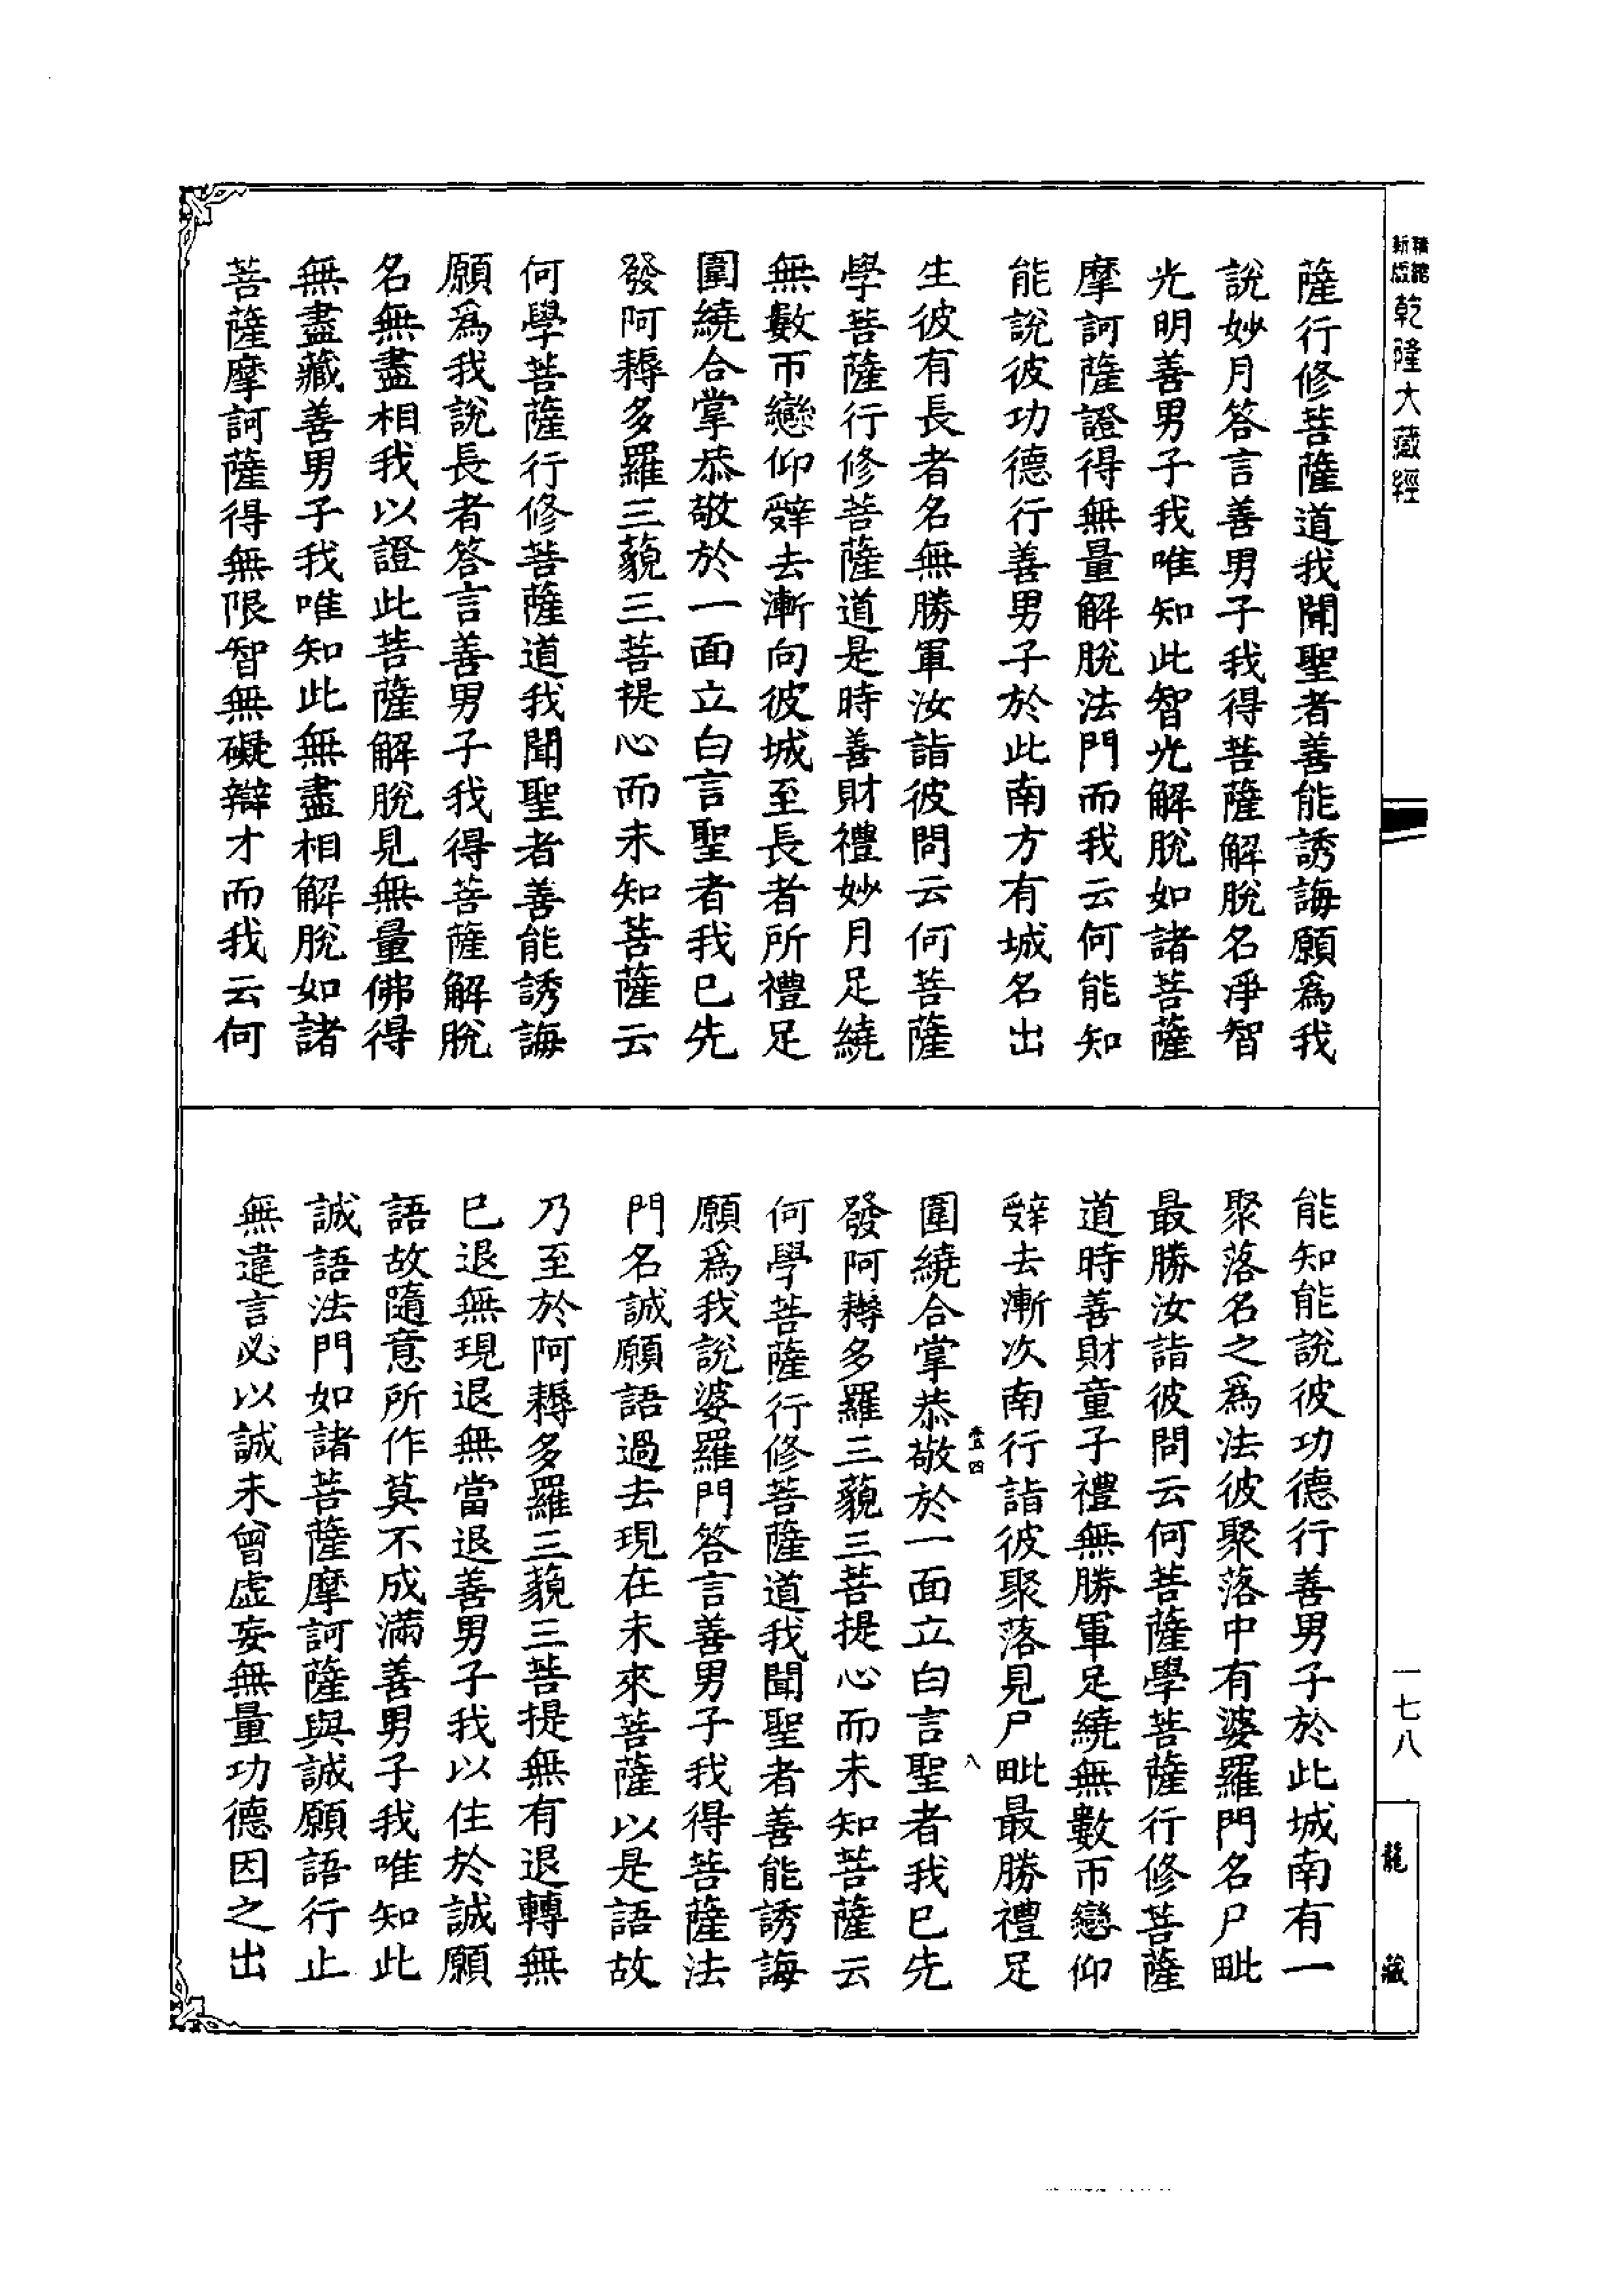 新版 精編 乾隆大藏經
薩行修菩薩道我聞聖者善能誘誨願爲我
說妙月答言善男子我得菩薩解脫名淨智
光明善男子我唯知此智光解脫如諸菩薩
摩訶薩證得無量解脫法門而我云何能知
能說彼功德行善男子於此南方有城名出
生彼有長者名無勝軍汝詣彼問云何菩薩
學菩薩行修菩薩道是時善財禮妙月足繞
無數帀戀仰辤去漸向彼城至長者所禮足
圍繞合掌恭敬於一面立白言聖者我已先
發阿耨多羅三藐三菩提心而未知菩薩云
何學菩薩行修菩薩道我聞聖者善能誘誨
願爲我說長者答言善男子我得菩薩解脫
名無盡相我以證此菩薩解脫見無量佛得
無盡藏善男子我唯知此無盡相解脫如諸
菩薩摩訶薩得無限智無礙辯才而我云何
能知能說彼功德行善男子於此城南有一
聚落名之爲法彼聚落中有婆羅門名尸毗
最勝汝詣彼問云何菩薩學菩薩行修菩薩
道時善財童子禮無勝軍足繞無數帀戀仰
辤去漸次南行詣彼聚落見尸毗最勝禮足
八
圍繞合掌恭敬於一面立白言聖者我已先
發阿耨多羅三藐三菩提心而未知菩薩云
何學菩薩行修菩薩道我聞聖者善能誘誨
願爲我說婆羅門答言善男子我得菩薩法
門名誠願語過去現在未來菩薩以是語故
乃至於阿耨多羅三藐三菩提無有退轉無
已退無現退無當退善男子我以住於誠願
語故隨意所作莫不成滿善男子我唯知此
誠語法門如諸菩薩摩訶薩與誠願語行止
無違言必以誠未曾虛妄無量功德因之出
一七八
龍藏